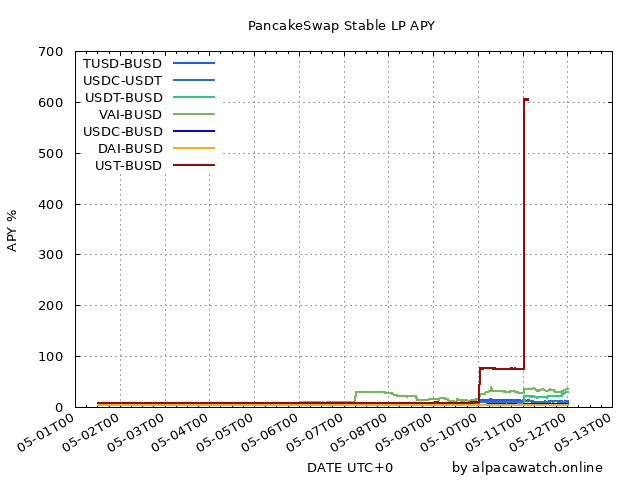 PancakeSwap Stable LP APY
700
600
500
400
300
200
100
0
APY %
TUSD-BUSD
USDC-USDT
USDT-BUSD
VAI-BUSD
USDC-BUSD
DAI-BUSD
UST-BUSD
05-01T00
05-02T00
05-03T00
05-04T00
05-05T00
05-06T00
05-07T00
05-08T00
05-09T00
05-10T00
05-11T00
05-12T00
05-13T00
DATE UTC+0
by alpacawatch.online